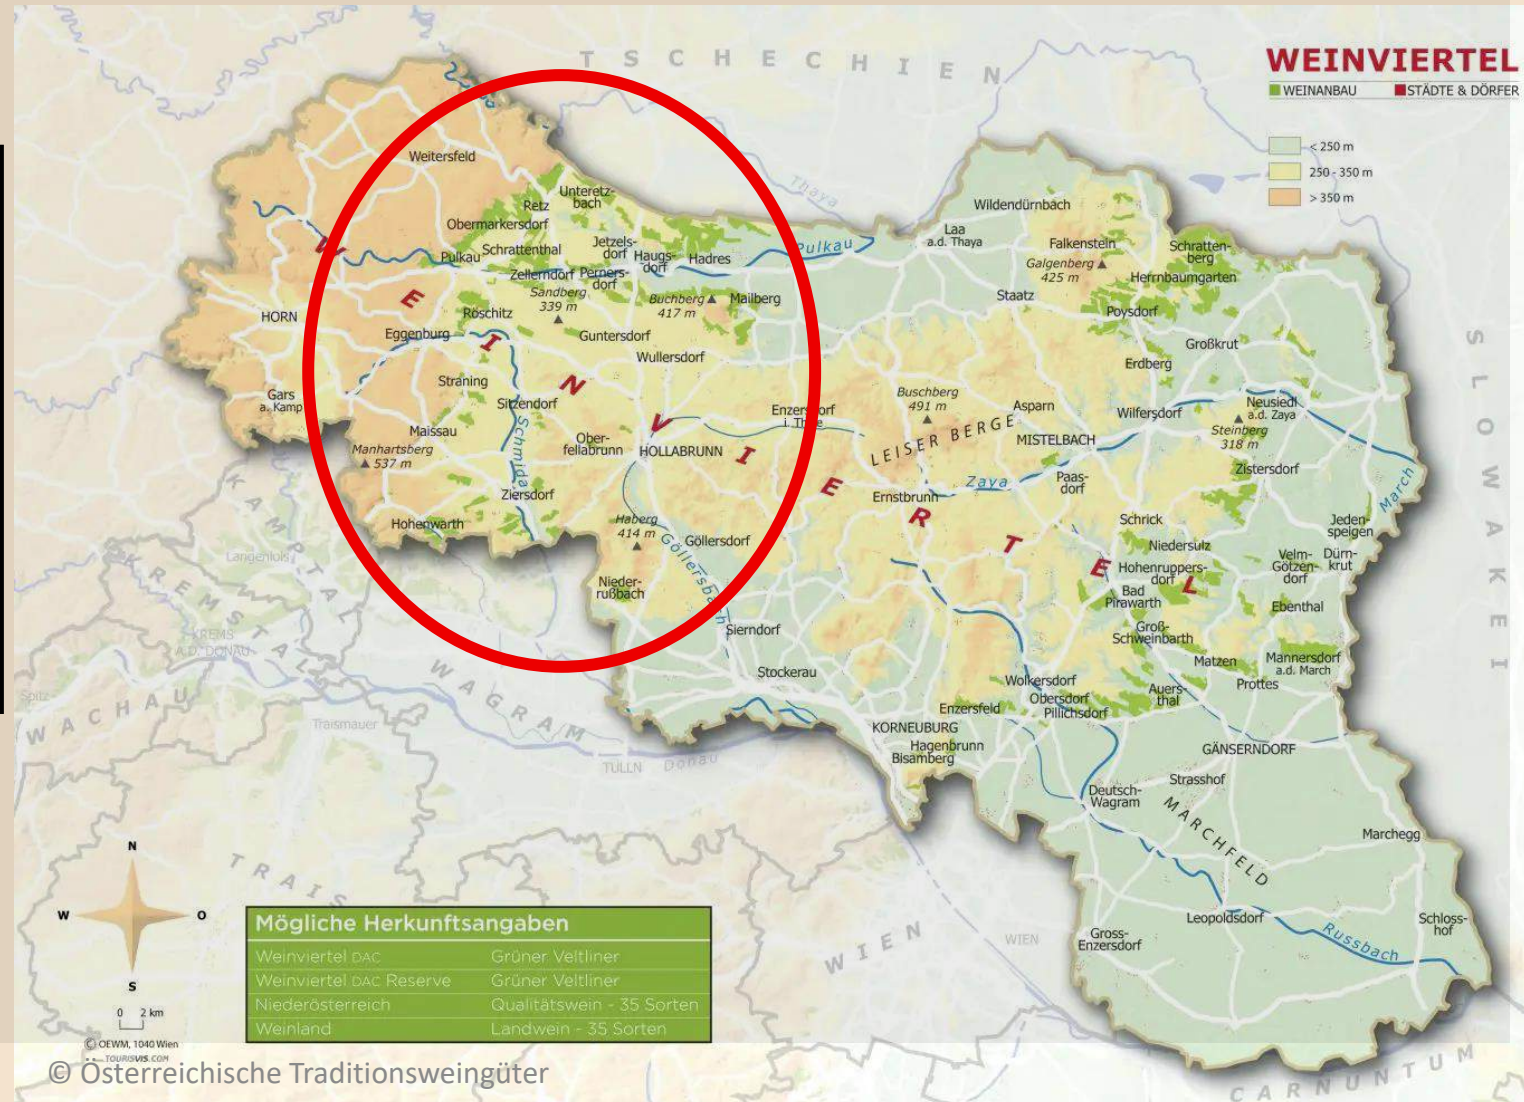 TSCHECHIEN
WEINVIERTEL
WEINANBAU
STÄDTE & DÖRFER
< 250 m
250 - 350 m
> 350 m
Weitersfeld
Thaya
Unteretz-
bach
Retz
Obermarkersdorf
Wildendürnbach
Laa
a.d. Thaya
Falkenstein
Schratten-
berg
Pulkau
Schrattenthal
Jetzels-
dorf
Haugs-
dorf
Hadres
Pulkau
Galgenberg
425 m
Herrnbaumgarten
Zellerndorf
Perners-
dorf
Sandberg
339 m
Buchberg
417 m
Mailberg
Staatz
Poysdorf
HORN
Röschitz
Eggenburg
Guntersdorf
Wullersdorf
Großkrut
Erdberg
SLOWAKEI
Straning
Gars
a. Kamp
Sitzendorf
Schmida
Buschberg
491 m
Enzersdorf
i. Thale
Asparn
Wilfersdorf
Neusiedl
a.d. Zaya
Steinberg
318 m
Maissau
Manhartsberg
537 m
Ober-
fellabrunn
HOLLABRUNN
LEISER BERGE
MISTELBACH
Zistersdorf
March
WEINVIERTEL
Ziersdorf
Ernstbrunn
Zaya
Paas-
dorf
Hohenwarth
Haberg
414 m
Göllersdorf
Göllersbach
Schrick
Jeden-
speigen
Niedersulz
Hohenruppers-
dorf
Velm-
Götzen-
dorf
Dürn-
krut
KAMPTAL
Langenlois
Nieder-
rußbach
Bad
Pirawarth
Ebenthal
KREMSTAL
KREMS
A.D. DONAU
Sierndorf
Groß-
Schweinbarth
Stockerau
Matzen
Mannersdorf
a.d. March
Prottes
WACHAU
Spitz
WAGRAM
Traismauer
Wolkersdorf
Obersdorf
Pillichsdorf
Auers-
thal
Enzersfeld
KORNEUBURG
Hagenbrunn
Bisamberg
GÄNSERNDORF
TULLN
Donau
Strasshof
Deutsch-
Wagram
MARCHFELD
Marchegg
N
W
O
S
0 2 km
© OEWM, 1040 Wien
TOURISVIS.COM
TRAIS
Mögliche Herkunftsangaben
Weinviertel DAC Grüner Veltliner
Weinviertel DAC Reserve Grüner Veltliner
Niederösterreich Qualitätswein - 35 Sorten
Weinland Landwein - 35 Sorten
WIEN
WIEN
Gross-
Enzersdorf
Leopoldsdorf
Russbach
Schloss-
hof
CARNUNTUM
© Österreichische Traditionsweingüter